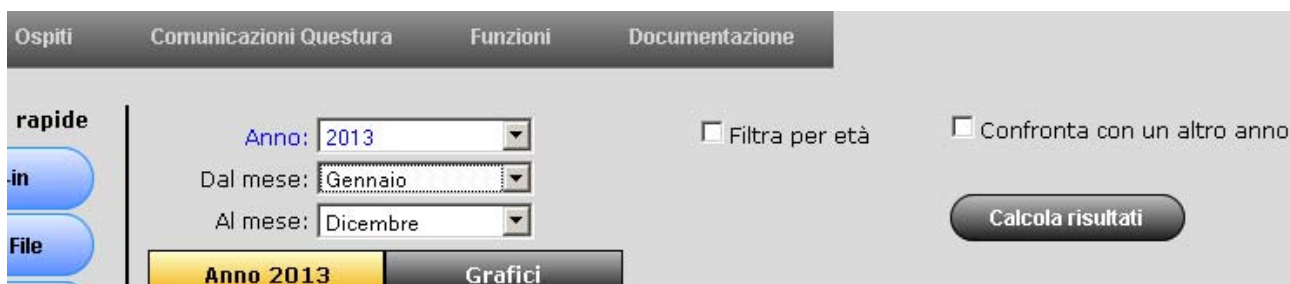 Ospiti Comunicazioni Questura Funzioni Documentazione
rapide
-in
File
Anno: 2013
Dal mese: Gennaio
Al mese: Dicembre
Filtra per età
Confronta con un altro anno
Calcola risultati
Anno 2013 Grafici